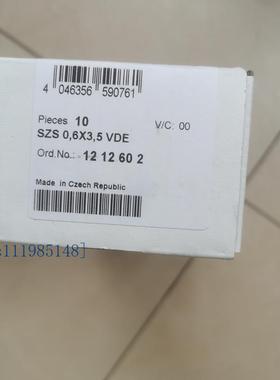 4 046356 590761
Pieces 10 V/C: 00
SZS 0,6X3,5 VDE
Ord.No.: 12 12 60 2
Made in Czech Republic
s111985148]